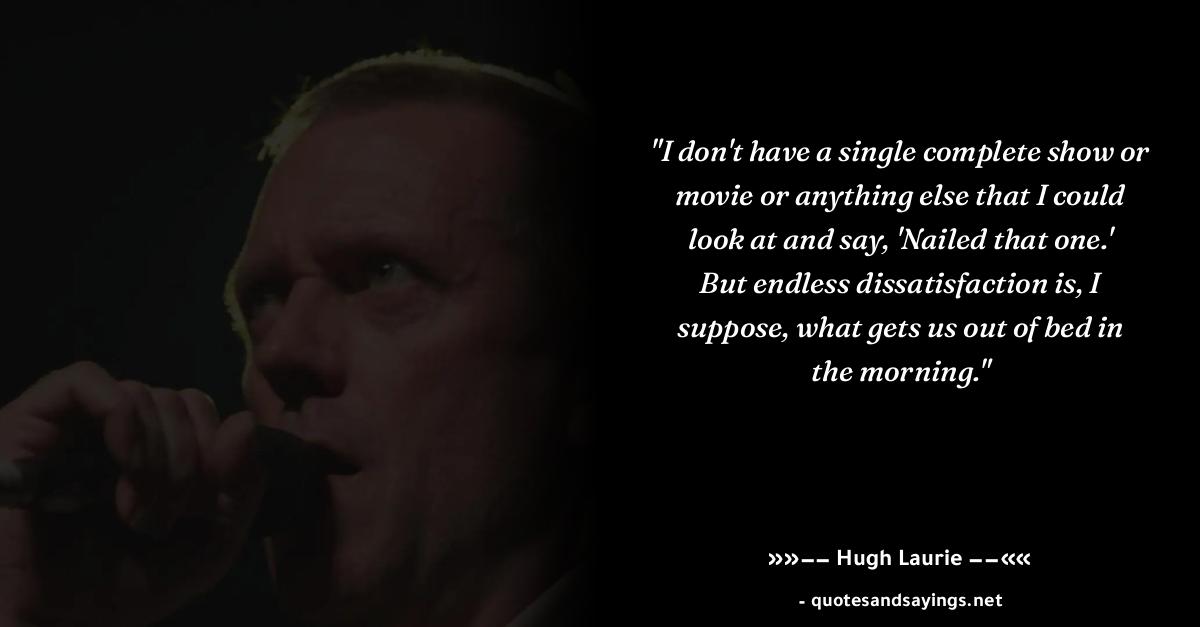 "I don't have a single complete show or
movie or anything else that I could
look at and say, 'Nailed that one.'
But endless dissatisfaction is, I
suppose, what gets us out of bed in
the morning."
»»–– Hugh Laurie ––««
- quotesandsayings.net